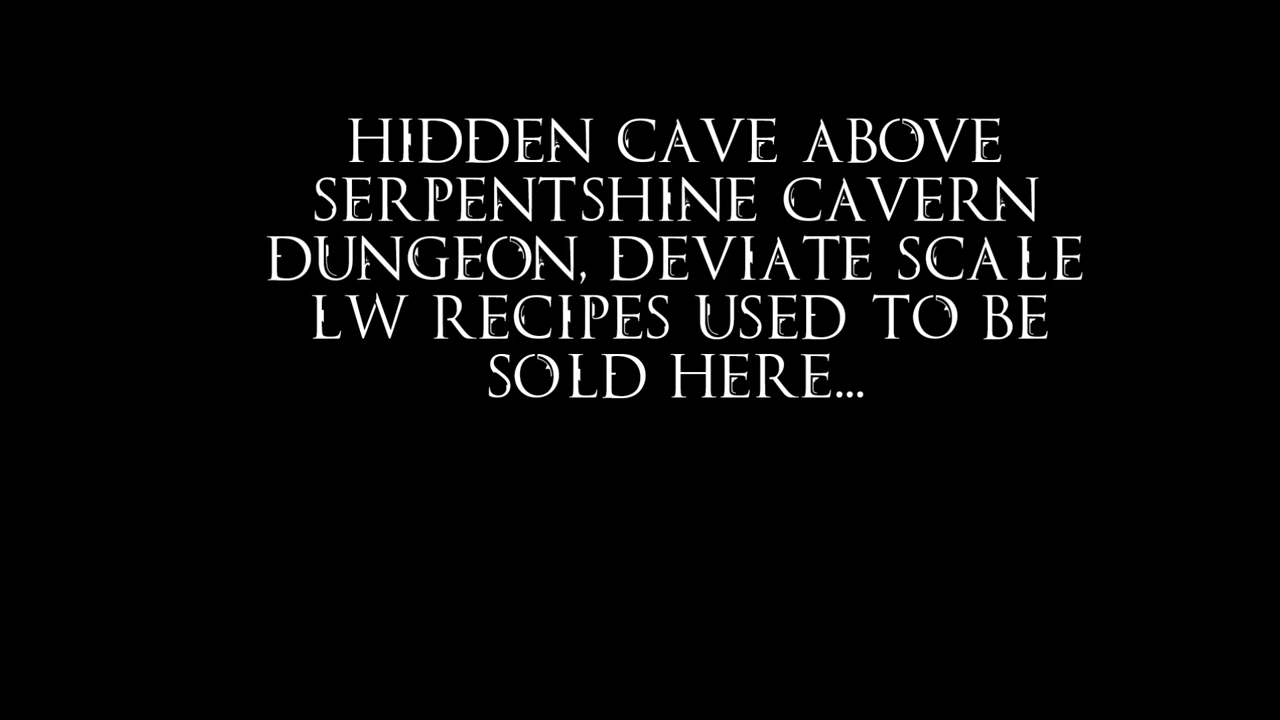 HIDDEN CAVE ABOVE
SERPENTSHINE CAVERN
DUNGEON, DEVIATE SCALE
LW RECIPES USED TO BE
SOLD HERE...